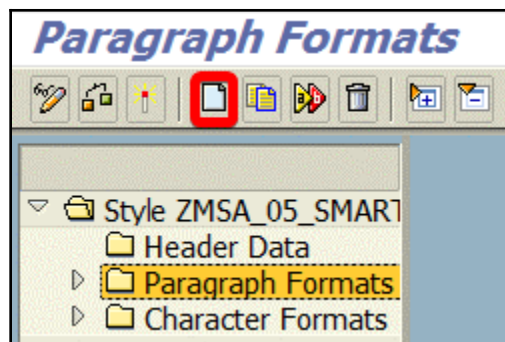 Paragraph Formats
Style ZMSA_05_SMART
Header Data
Paragraph Formats
Character Formats